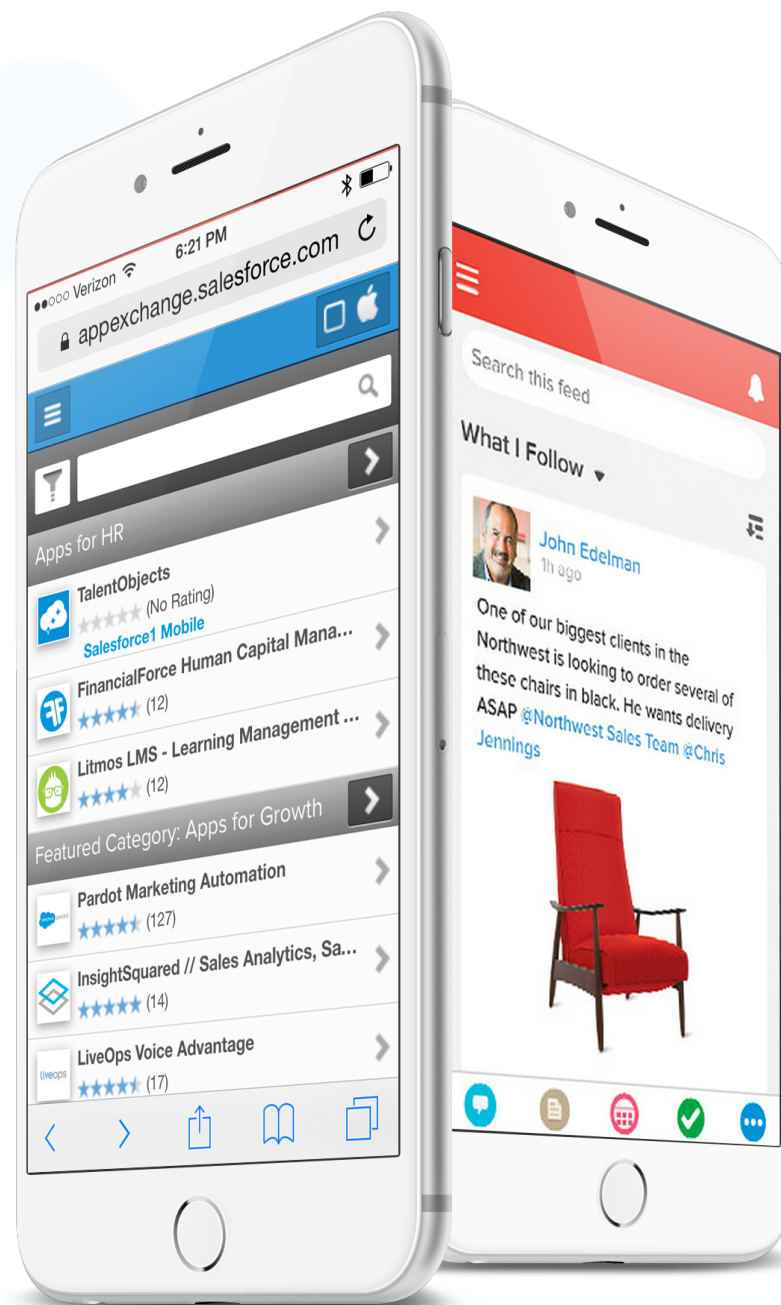 Verizon
6:21 PM
appexchange.salesforce.com
Apps for HR
TalentObjects
(No Rating)
Salesforce1 Mobile
FinancialForce Human Capital Mana...
(12)
Litmos LMS - Learning Management ...
(12)
Featured Category: Apps for Growth
Pardot Marketing Automation
(127)
InsightSquared // Sales Analytics, Sa...
(14)
liveops
LiveOps Voice Advantage
(17)
Search this feed
What I Follow
John Edelman
1h ago
One of our biggest clients in the
Northwest is looking to order several of
these chairs in black. He wants delivery
ASAP @Northwest Sales Team @Chris
Jennings